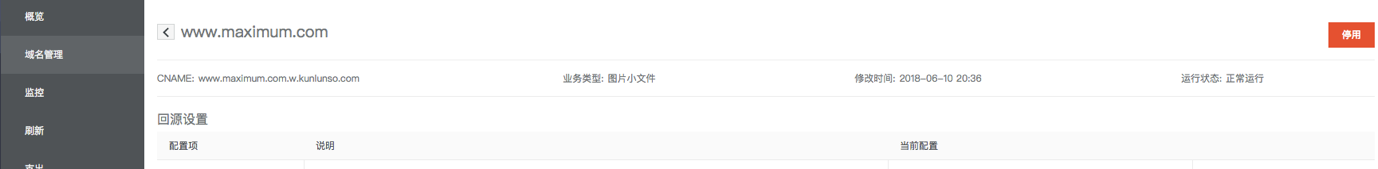 概览
域名管理
监控
刷新
支出
www.maximum.com
停用
CNAME: www.maximum.com.w.kunlunso.com 业务类型: 图片小文件 修改时间: 2018-06-10 20:36 运行状态: 正常运行
回源设置
配置项 说明 当前配置